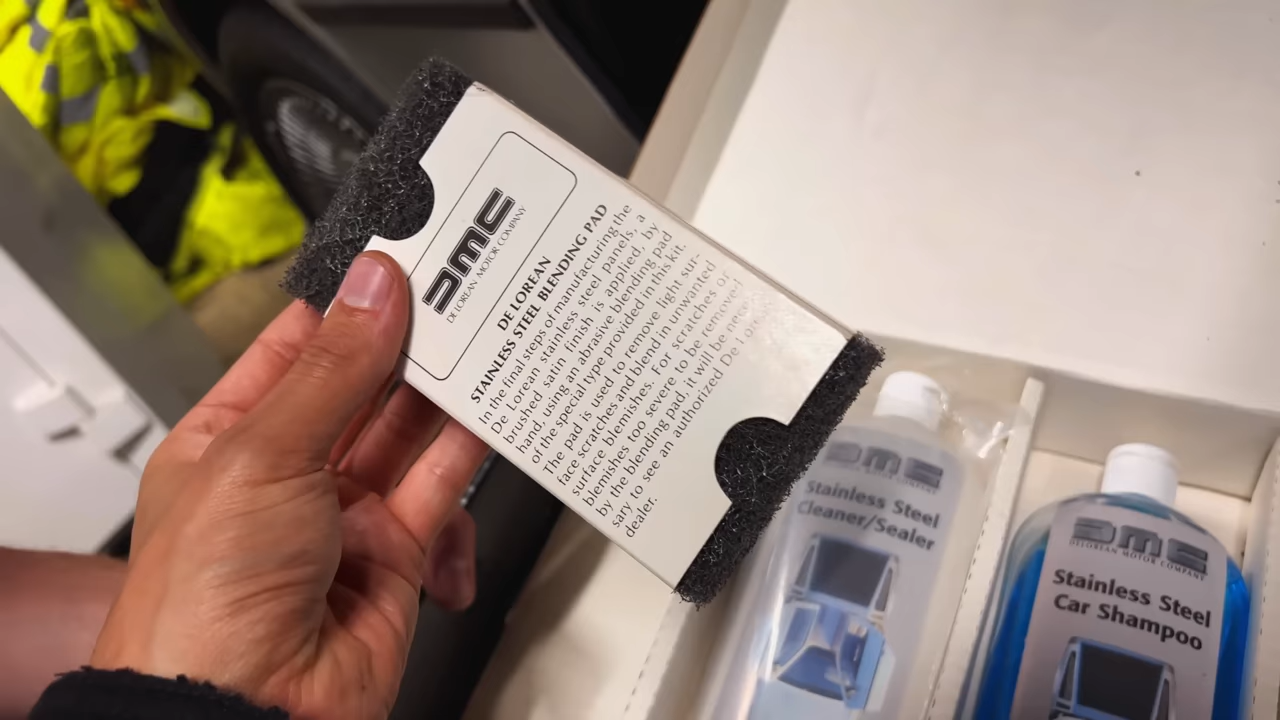 DMC
DE LOREAN MOTOR COMPANY
DE LOREAN
STAINLESS STEEL BLENDING PAD
In the final steps of manufacturing the
De Lorean stainless steel panels, a
brushed satin finish is applied, by
hand, using an abrasive blending pad
of the special type provided in this kit.
The pad is used to remove light sur-
face scratches and blend in unwanted
surface blemishes. For scratches or
blemishes too severe to be removed
by the blending pad, it will be neces-
sary to see an authorized De Lorean
dealer.
DMC
Stainless Steel
Cleaner/Sealer
DMC
DELOREAN MOTOR COMPANY
Stainless Steel
Car Shampoo